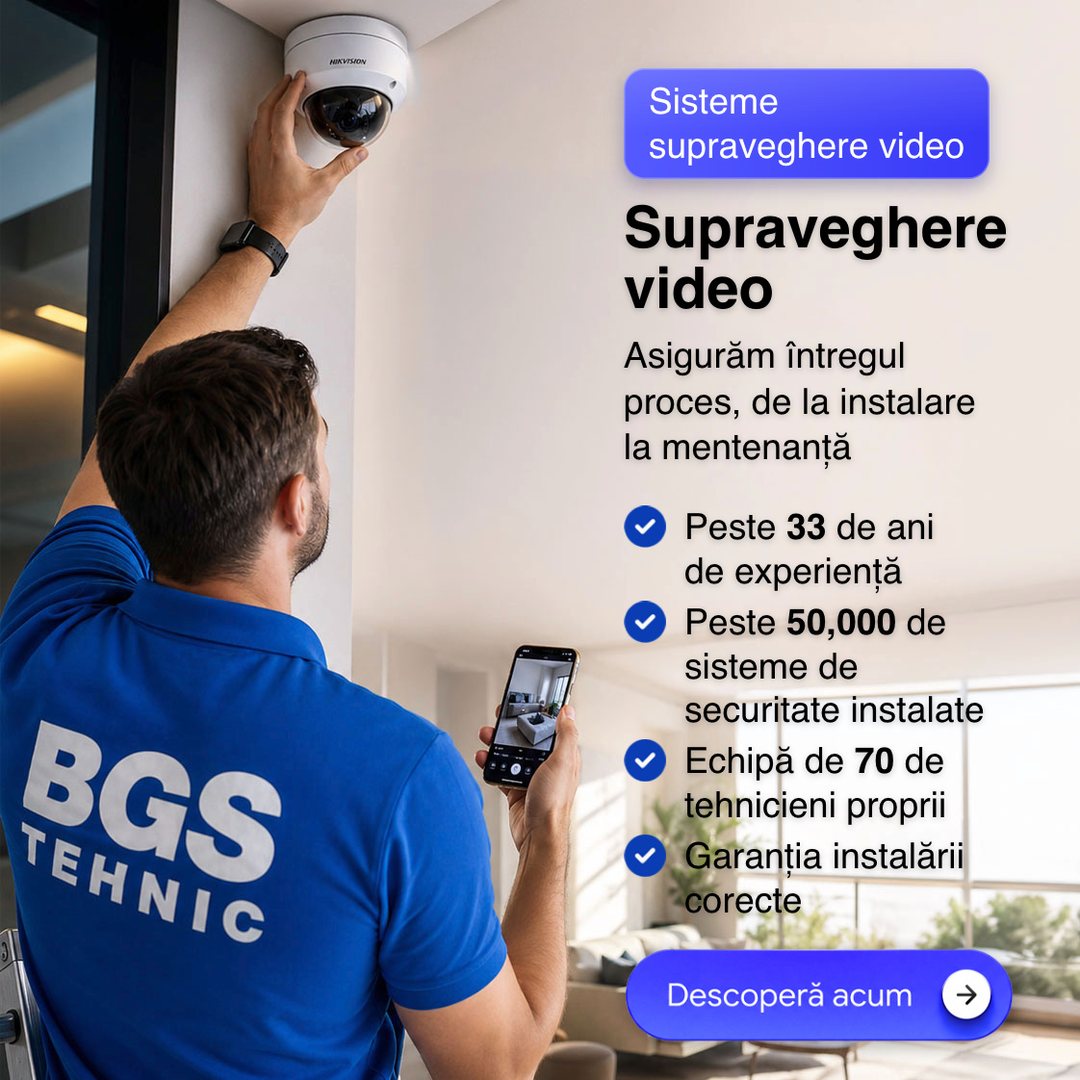 HIKVISION
Sisteme
supraveghere video
Supraveghere
video
Asigurăm întregul
proces, de la instalare
la mentenanță
Peste 33 de ani
de experiență
Peste 50,000 de
sisteme de
securitate instalate
Echipă de 70 de
tehnicieni proprii
Garanția instalării
corecte
Descoperă acum
BGS
TEHNIC